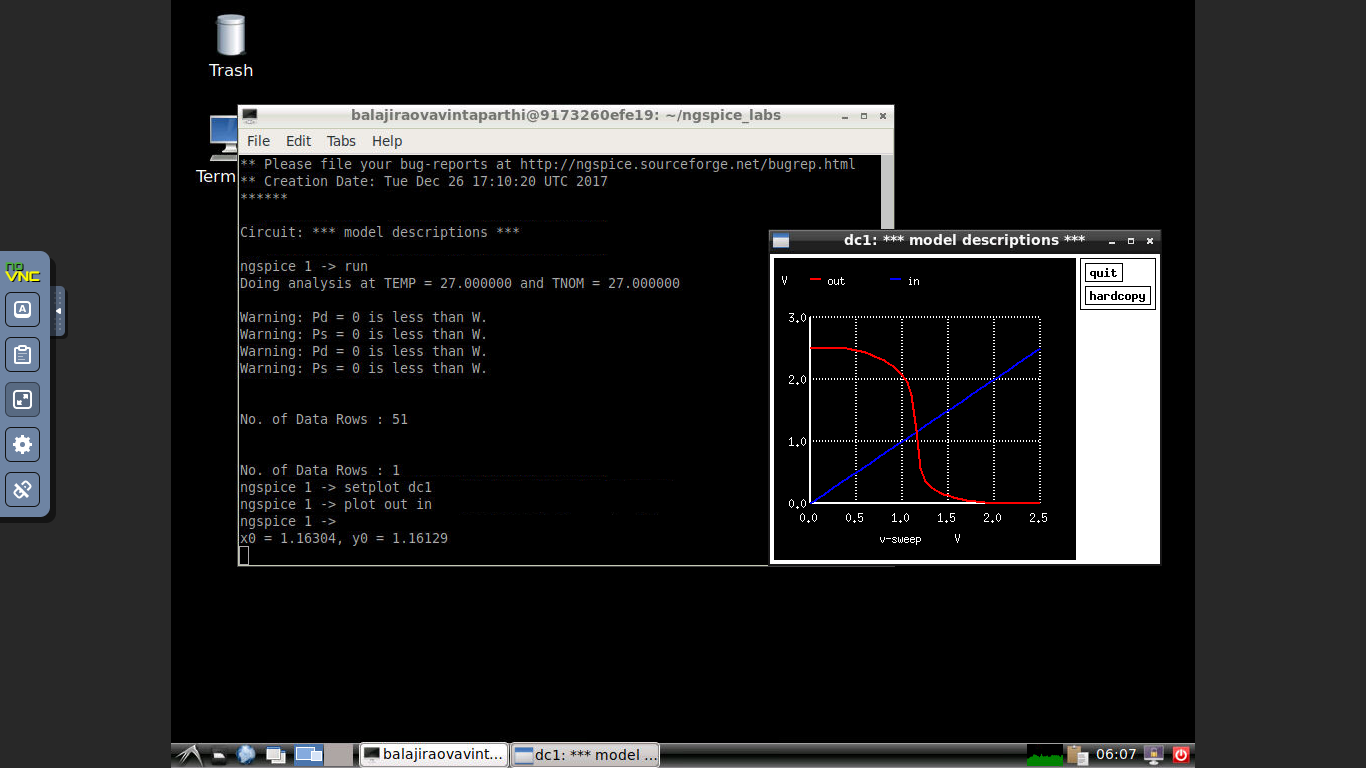 Trash
Term
balajiraovavintaparthi@9173260efe19: ~/ngspice_labs
File Edit Tabs Help
** Please file your bug-reports at http://ngspice.sourceforge.net/bugrep.html
** Creation Date: Tue Dec 26 17:10:20 UTC 2017
******
Circuit: *** model descriptions ***
ngspice 1 -> run
Doing analysis at TEMP = 27.000000 and TNOM = 27.000000
Warning: Pd = 0 is less than W.
Warning: Ps = 0 is less than W.
Warning: Pd = 0 is less than W.
Warning: Ps = 0 is less than W.
No. of Data Rows : 51
No. of Data Rows : 1
ngspice 1 -> setplot dc1
ngspice 1 -> plot out in
ngspice 1 ->
x0 = 1.16304, y0 = 1.16129
dc1: *** model descriptions ***
quit
hardcopy
V out in
3.0
2.0
1.0
0.0
0.0 0.5 1.0 1.5 2.0 2.5
v-sweep V
no
VNC
A
balajiraovavint...
dc1: *** model ...
06:07